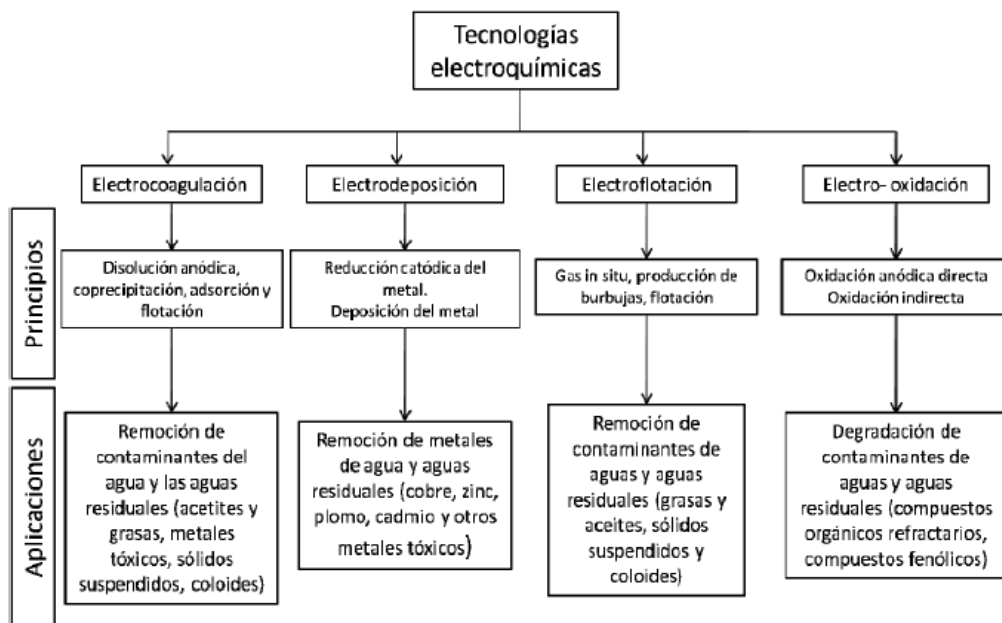 Tecnologías
electroquímicas
Electrocoagulación
Electrodeposición
Electroflotación
Electro- oxidación
Principios
Disolución anódica,
coprecipitación, adsorción y
flotación
Reducción catódica del
metal.
Deposición del metal
Gas in situ, producción de
burbujas, flotación
Oxidación anódica directa
Oxidación indirecta
Aplicaciones
Remoción de
contaminantes del
agua y las aguas
residuales (acetites y
grasas, metales
tóxicos, sólidos
suspendidos, coloides)
Remoción de metales
de agua y aguas
residuales (cobre, zinc,
plomo, cadmio y otros
metales tóxicos)
Remoción de
contaminantes de
aguas y aguas
residuales (grasas y
aceites, sólidos
suspendidos y
coloides)
Degradación de
contaminantes de
aguas y aguas
residuales (compuestos
orgánicos refractarios,
compuestos fenólicos)